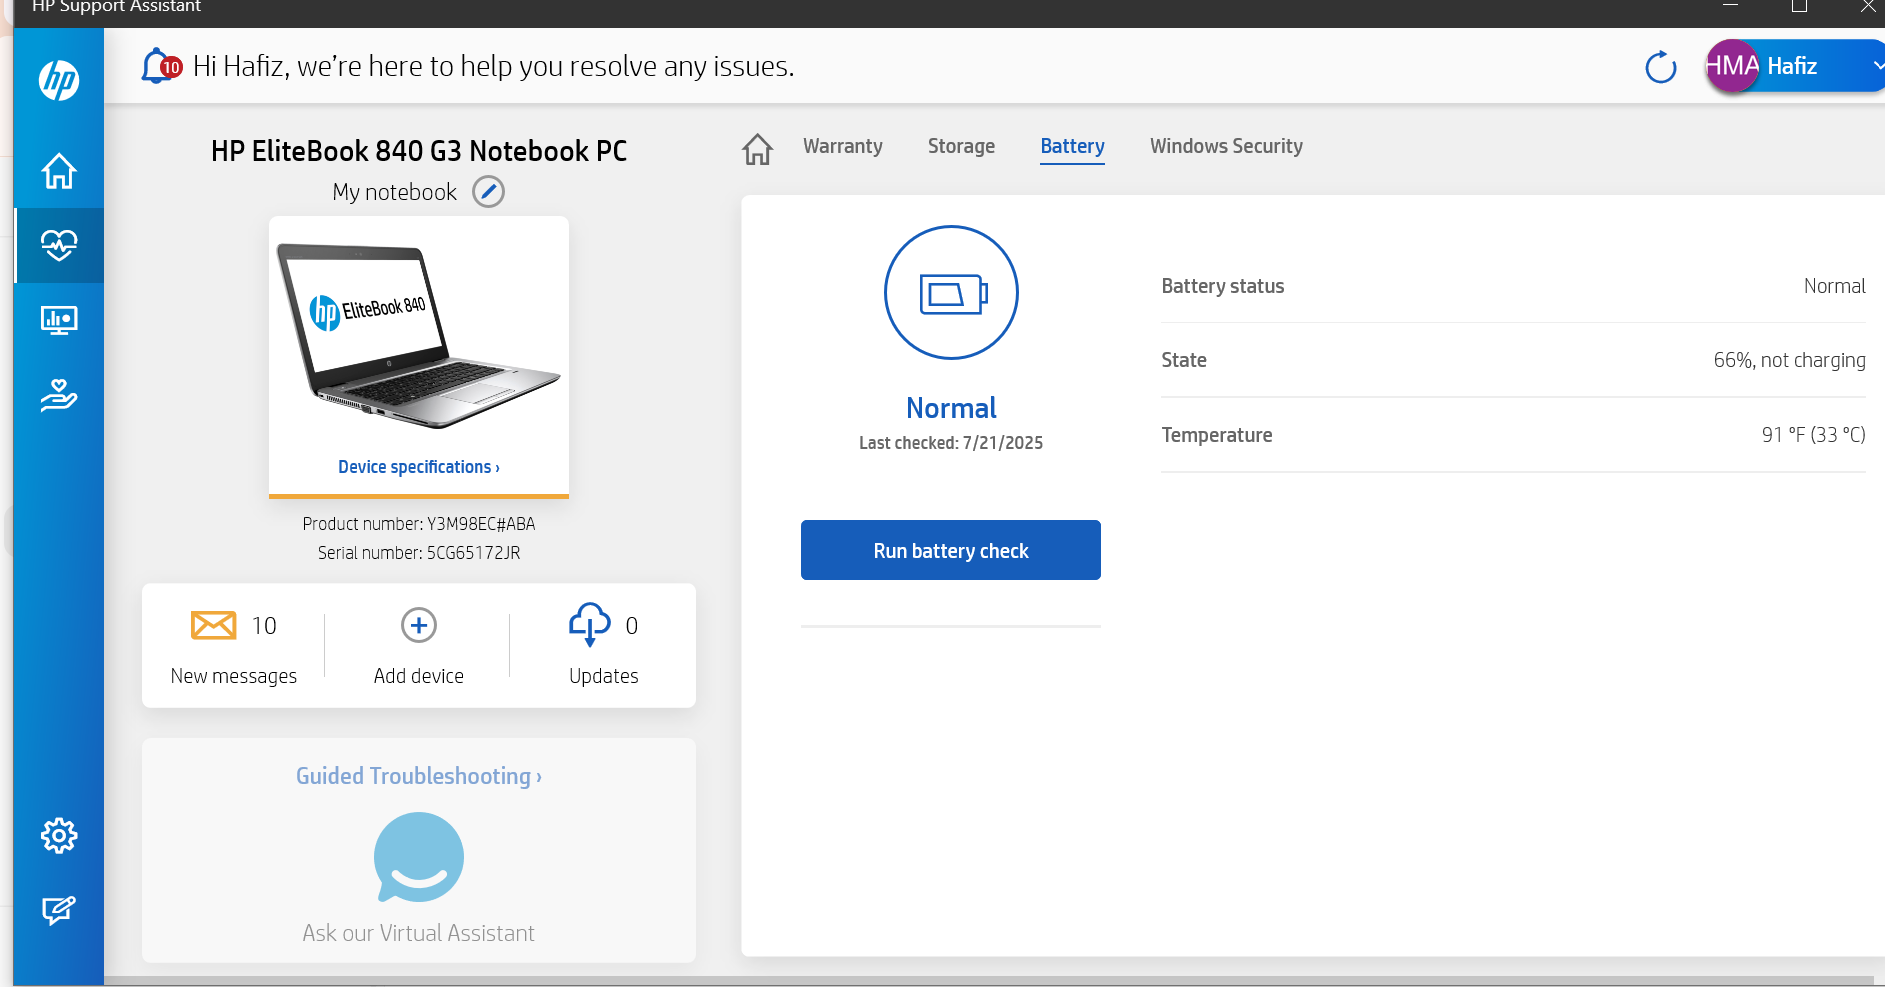 HP Support Assistant
10
Hi Hafiz, we're here to help you resolve any issues.
HMA
Hafiz
hp
HP EliteBook 840 G3 Notebook PC
My notebook
hp EliteBook 840
Device specifications ›
Product number: Y3M98EC#ABA
Serial number: 5CG65172JR
10
New messages
Add device
0
Updates
Guided Troubleshooting ›
Ask our Virtual Assistant
Warranty
Storage
Battery
Windows Security
Normal
Last checked: 7/21/2025
Run battery check
Battery status
Normal
State
66%, not charging
Temperature
91 °F (33 °C)